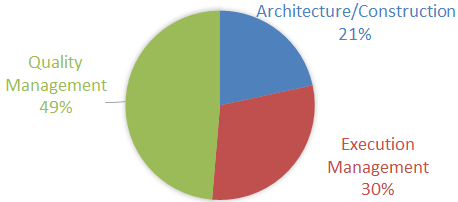 Architecture/Construction
21%
Quality
Management
49%
Execution
Management
30%